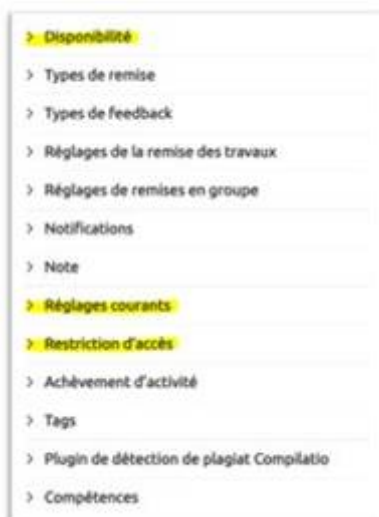 > Disponibilité
> Types de remise
> Types de feedback
> Réglages de la remise des travaux
> Réglages de remises en groupe
> Notifications
> Note
> Réglages courants
> Restriction d'accès
> Achèvement d'activité
> Tags
> Plugin de détection de plagiat Compilatio
> Compétences